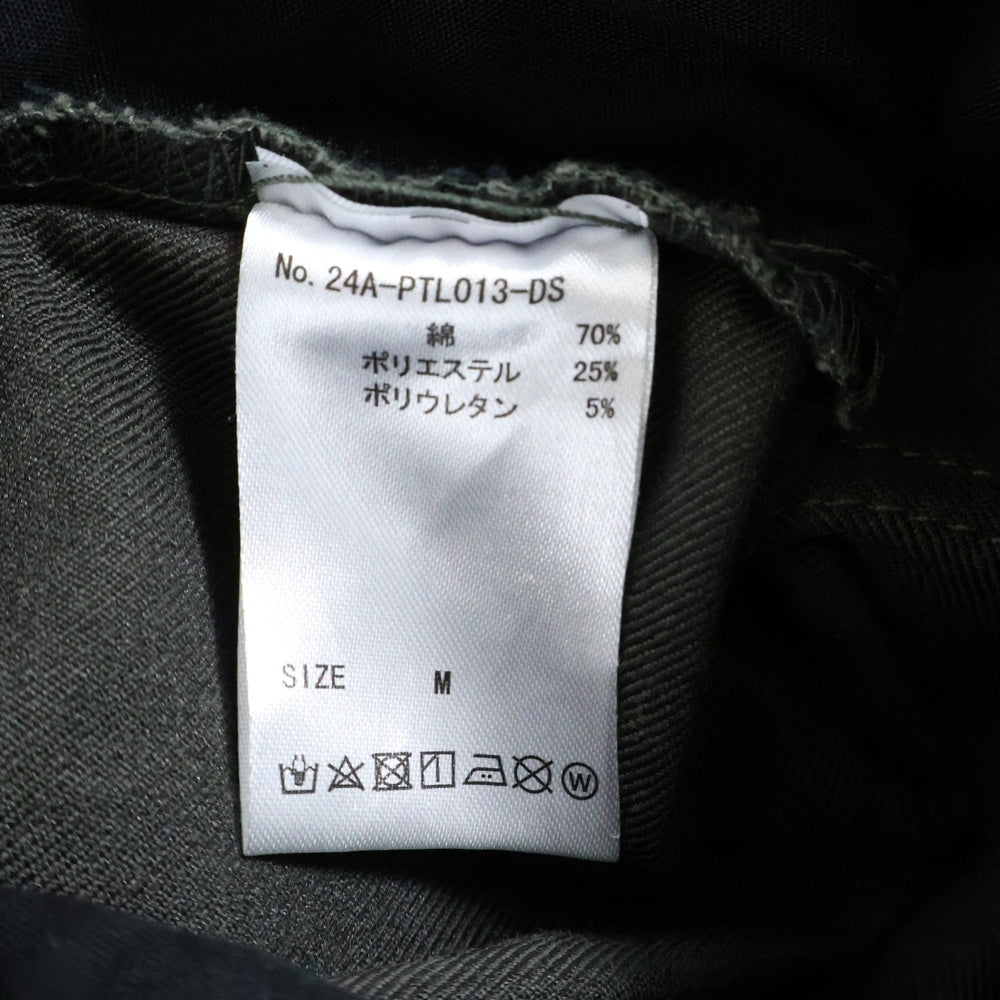 No. 24A-PTL013-DS
綿 70%
ポリエステル 25%
ポリウレタン 5%
SIZE M
W